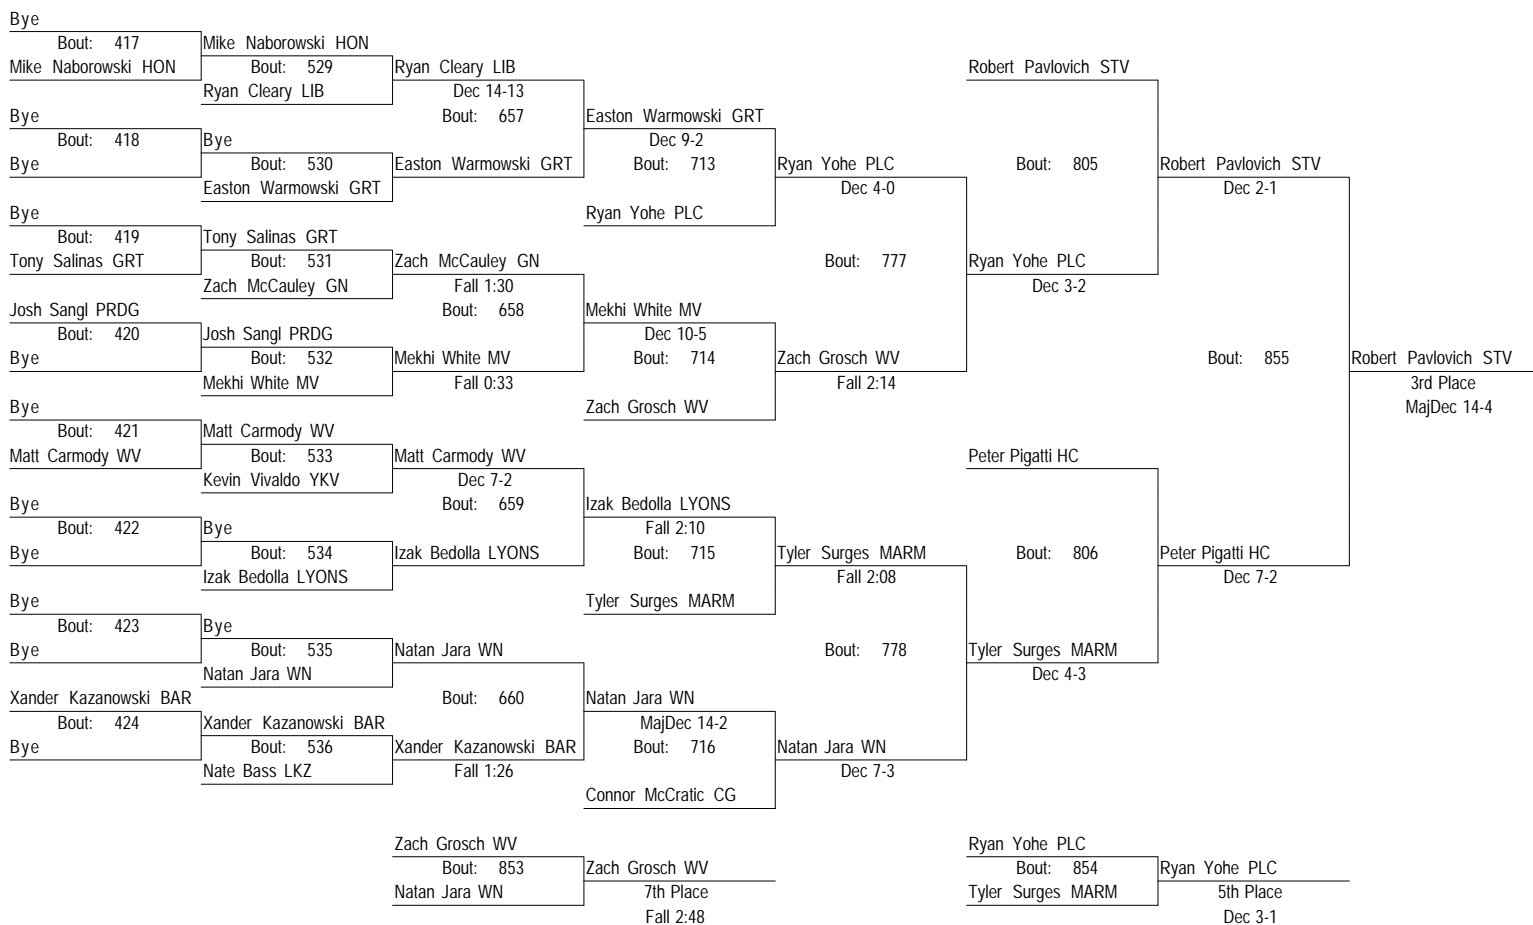 Bye
Bout: 417
Mike Naborowski HON
Mike Naborowski HON
Bout: 529
Ryan Cleary LIB
Ryan Cleary LIB
Dec 14-13
Bout: 657
Bye
Bout: 418
Bye
Bye
Bout: 530
Easton Warmowski GRT
Easton Warmowski GRT
Easton Warmowski GRT
Dec 9-2
Bout: 713
Ryan Yohe PLC
Ryan Yohe PLC
Dec 4-0
Bye
Bout: 419
Tony Salinas GRT
Tony Salinas GRT
Bout: 531
Zach McCauley GN
Zach McCauley GN
Fall 1:30
Bout: 658
Josh Sangl PRDG
Bout: 420
Bye
Josh Sangl PRDG
Bout: 532
Mekhi White MV
Mekhi White MV
Fall 0:33
Mekhi White MV
Dec 10-5
Bout: 714
Zach Grosch WV
Zach Grosch WV
Fall 2:14
Bout: 777
Robert Pavlovich STV
Bout: 805
Ryan Yohe PLC
Dec 3-2
Robert Pavlovich STV
Dec 2-1
Bye
Bout: 421
Matt Carmody WV
Matt Carmody WV
Bout: 533
Kevin Vivaldo YKV
Matt Carmody WV
Dec 7-2
Bout: 659
Bye
Bout: 422
Bye
Bye
Bout: 534
Izak Bedolla LYONS
Izak Bedolla LYONS
Izak Bedolla LYONS
Fall 2:10
Bout: 715
Tyler Surges MARM
Tyler Surges MARM
Fall 2:08
Bye
Bout: 423
Bye
Bye
Bout: 535
Natan Jara WN
Natan Jara WN
Bout: 660
Xander Kazanowski BAR
Bout: 424
Bye
Xander Kazanowski BAR
Bout: 536
Nate Bass LKZ
Xander Kazanowski BAR
Fall 1:26
Natan Jara WN
MajDec 14-2
Bout: 716
Connor McCratic CG
Natan Jara WN
Dec 7-3
Bout: 778
Peter Pigatti HC
Bout: 806
Tyler Surges MARM
Dec 4-3
Peter Pigatti HC
Dec 7-2
Bout: 855
Robert Pavlovich STV
3rd Place
MajDec 14-4
Zach Grosch WV
Bout: 853
Natan Jara WN
Zach Grosch WV
7th Place
Fall 2:48
Ryan Yohe PLC
Bout: 854
Tyler Surges MARM
Ryan Yohe PLC
5th Place
Dec 3-1